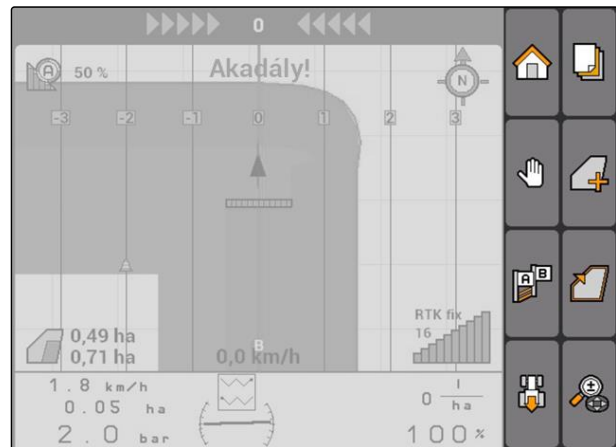 0
A 50 %
Akadály!
N
-3 -2 -1 0 1 2 3
A B
RTK fix
16
0,49 ha
0,71 ha
0,0 km/h
B
1.8 km/h
0.05 ha
2.0 bar
0 l/ha
100 %